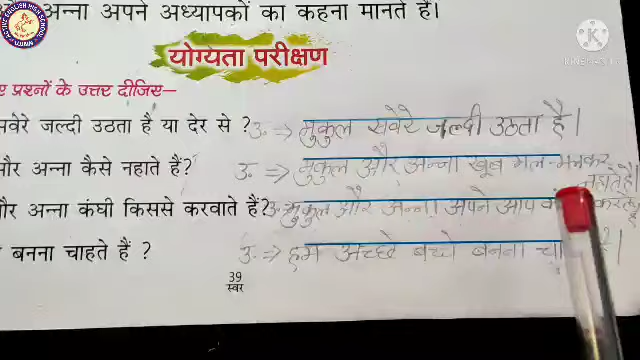 अन्ना अपने अध्यापकों का कहना मानते हैं।
योग्यता परीक्षण
प्रश्नों के उत्तर दीजिए—
सवेरे जल्दी उठता है या देर से ? उ. ⇒ मुकुल सवेरे जल्दी उठता है।
और अन्ना कैसे नहाते हैं? उ. ⇒ मुकुल और अन्ना खूब मल-मलकर नहाते हैं।
और अन्ना कंघी किससे करवाते हैं? उ. मुकुल और अन्ना अपने आप
बनना चाहते हैं ? उ. ⇒ हम अच्छे बच्चे बनना
39
स्वर
KINEMASTER